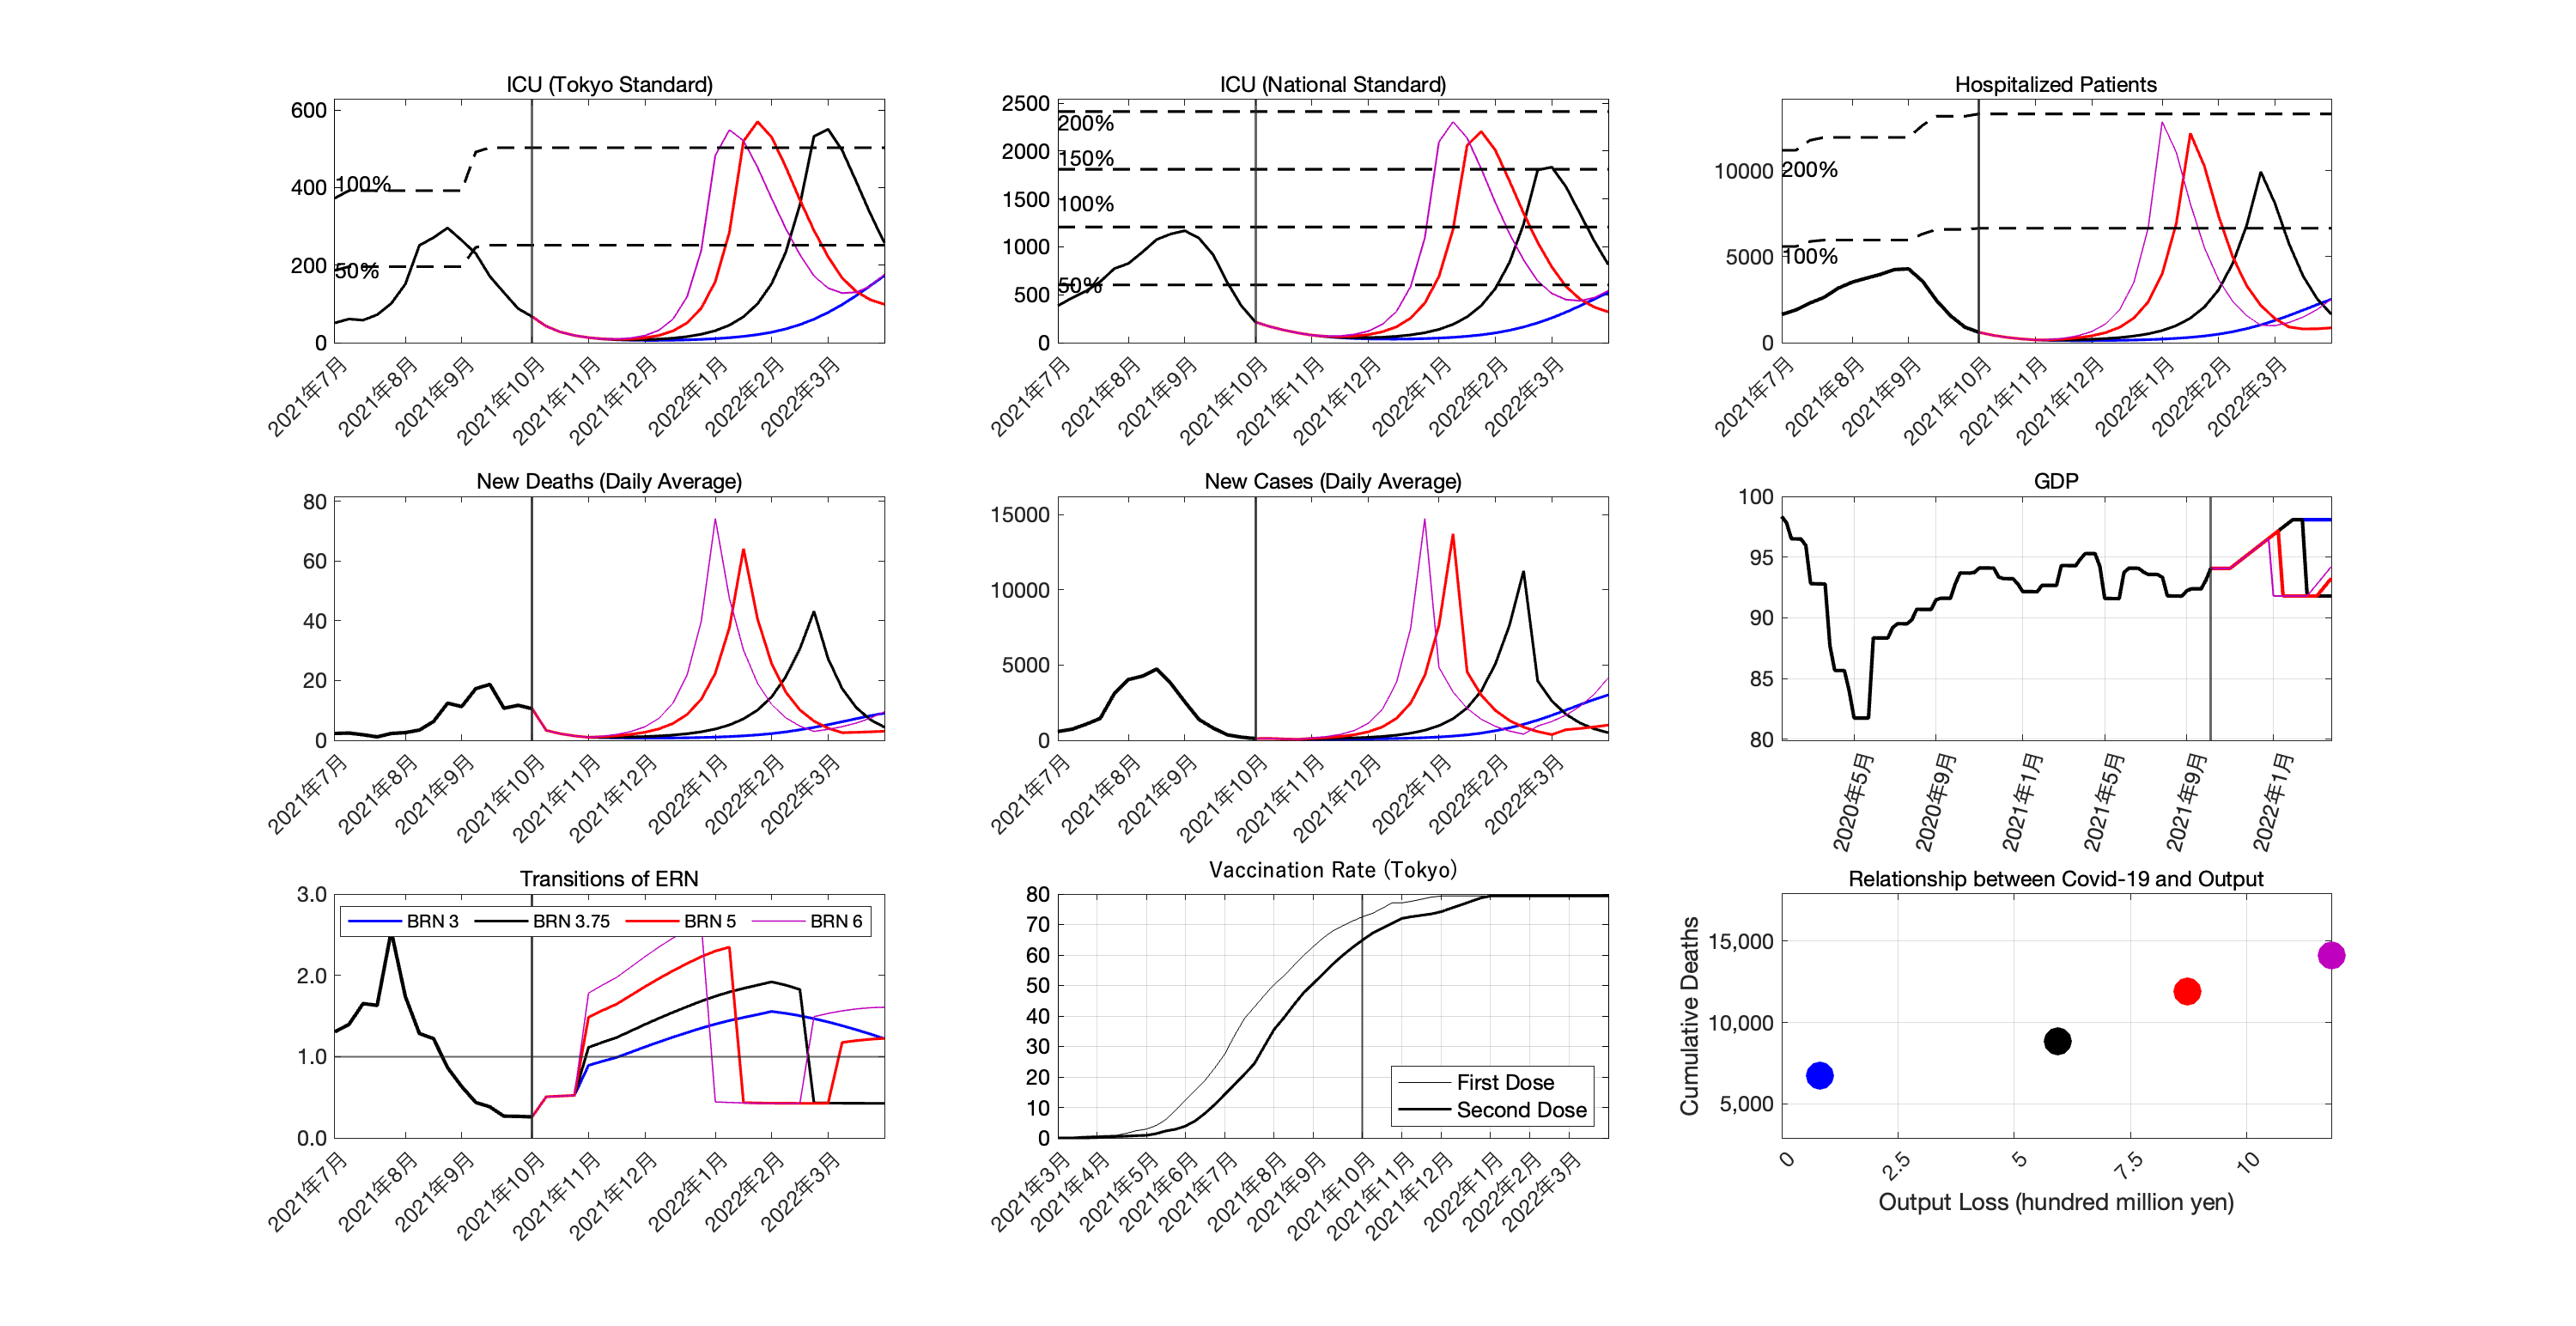 ICU (Tokyo Standard)
600
400
200
0
100%
50%
2021年7月
2021年8月
2021年9月
2021年10月
2021年11月
2021年12月
2022年1月
2022年2月
2022年3月
ICU (National Standard)
2500
2000
1500
1000
500
0
200%
150%
100%
50%
2021年7月
2021年8月
2021年9月
2021年10月
2021年11月
2021年12月
2022年1月
2022年2月
2022年3月
Hospitalized Patients
10000
5000
0
200%
100%
2021年7月
2021年8月
2021年9月
2021年10月
2021年11月
2021年12月
2022年1月
2022年2月
2022年3月
New Deaths (Daily Average)
80
60
40
20
0
2021年7月
2021年8月
2021年9月
2021年10月
2021年11月
2021年12月
2022年1月
2022年2月
2022年3月
New Cases (Daily Average)
15000
10000
5000
0
2021年7月
2021年8月
2021年9月
2021年10月
2021年11月
2021年12月
2022年1月
2022年2月
2022年3月
GDP
100
95
90
85
80
2020年5月
2020年9月
2021年1月
2021年5月
2021年9月
2022年1月
Transitions of ERN
3.0
2.0
1.0
0.0
BRN 3
BRN 3.75
BRN 5
BRN 6
2021年7月
2021年8月
2021年9月
2021年10月
2021年11月
2021年12月
2022年1月
2022年2月
2022年3月
Vaccination Rate (Tokyo)
80
70
60
50
40
30
20
10
0
First Dose
Second Dose
2021年3月
2021年4月
2021年5月
2021年6月
2021年7月
2021年8月
2021年9月
2021年10月
2021年11月
2021年12月
2022年1月
2022年2月
2022年3月
Relationship between Covid-19 and Output
Cumulative Deaths
15,000
10,000
5,000
0
2.5
5
7.5
10
Output Loss (hundred million yen)